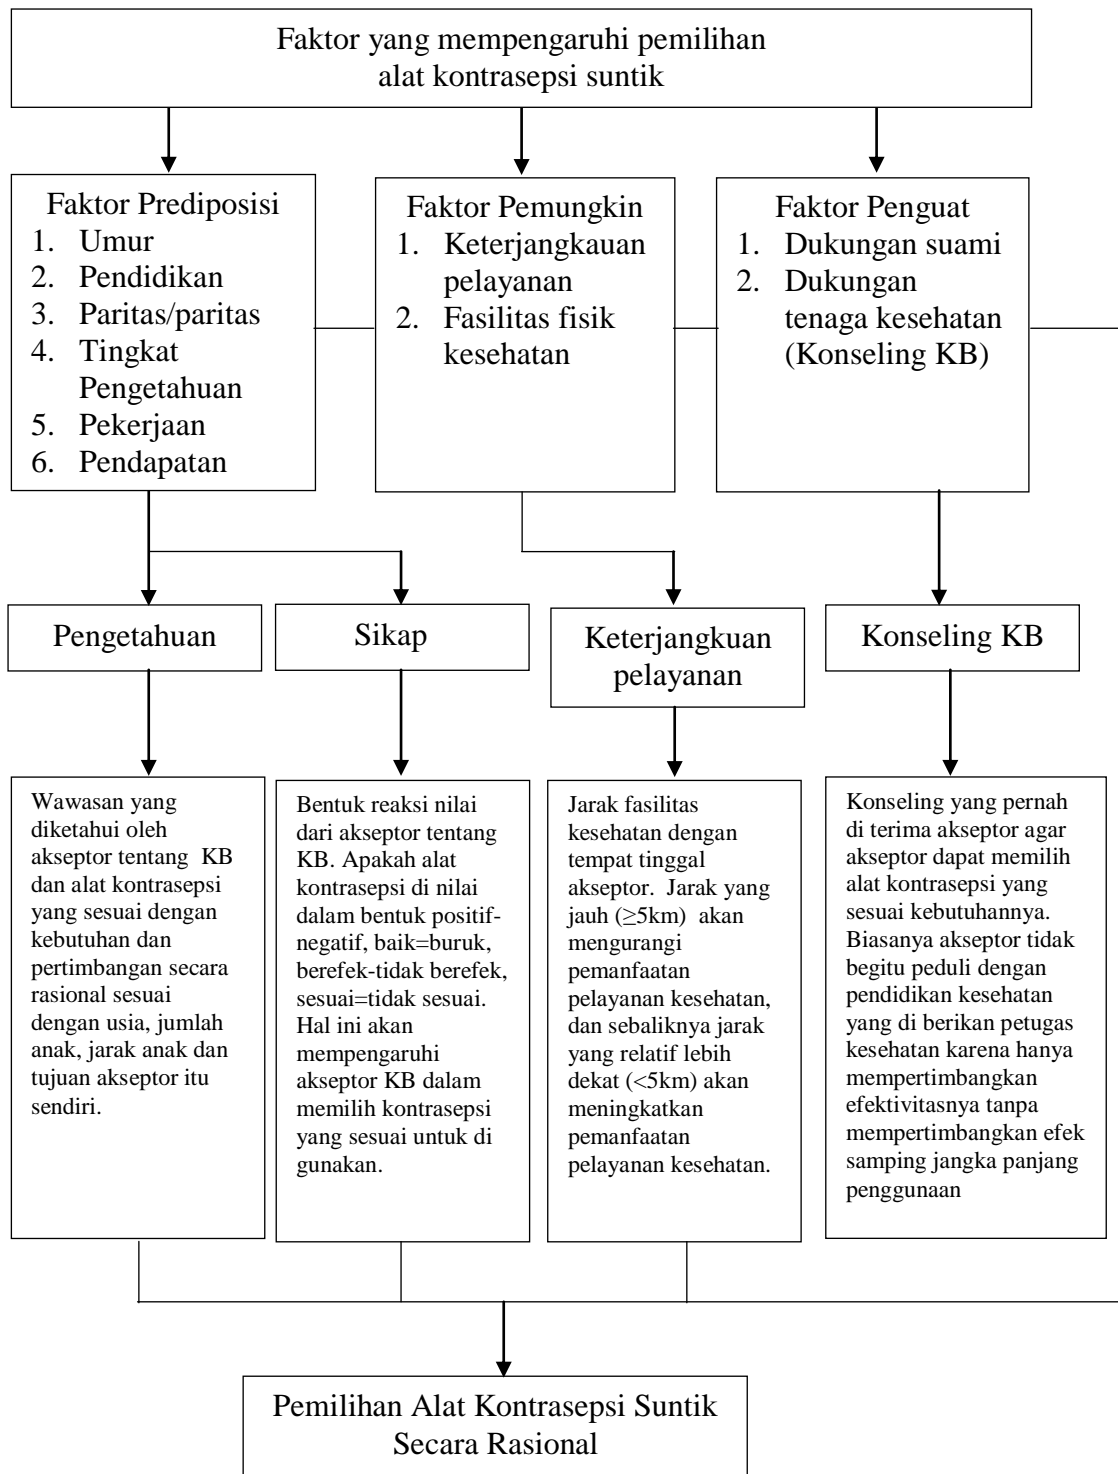 Faktor yang mempengaruhi pemilihan
alat kontrasepsi suntik
Faktor Prediposisi
1. Umur
2. Pendidikan
3. Paritas/paritas
4. Tingkat
Pengetahuan
5. Pekerjaan
6. Pendapatan
Faktor Pemungkin
1. Keterjangkauan
pelayanan
2. Fasilitas fisik
kesehatan
Faktor Penguat
1. Dukungan suami
2. Dukungan
tenaga kesehatan
(Konseling KB)
Pengetahuan
Sikap
Keterjangkuan
pelayanan
Konseling KB
Wawasan yang
diketahui oleh
akseptor tentang KB
dan alat kontrasepsi
yang sesuai dengan
kebutuhan dan
pertimbangan secara
rasional sesuai
dengan usia, jumlah
anak, jarak anak dan
tujuan akseptor itu
sendiri.
Bentuk reaksi nilai
dari akseptor tentang
KB. Apakah alat
kontrasepsi di nilai
dalam bentuk positif-
negatif, baik=buruk,
berefek-tidak berefek,
sesuai=tidak sesuai.
Hal ini akan
mempengaruhi
akseptor KB dalam
memilih kontrasepsi
yang sesuai untuk di
gunakan.
Jarak fasilitas
kesehatan dengan
tempat tinggal
akseptor. Jarak yang
jauh (≥5km) akan
mengurangi
pemanfaatan
pelayanan kesehatan,
dan sebaliknya jarak
yang relatif lebih
dekat (<5km) akan
meningkatkan
pemanfaatan
pelayanan kesehatan.
Konseling yang pernah
di terima akseptor agar
akseptor dapat memilih
alat kontrasepsi yang
sesuai kebutuhannya.
Biasanya akseptor tidak
begitu peduli dengan
pendidikan kesehatan
yang di berikan petugas
kesehatan karena hanya
mempertimbangkan
efektivitasnya tanpa
mempertimbangkan efek
samping jangka panjang
penggunaan
Pemilihan Alat Kontrasepsi Suntik
Secara Rasional